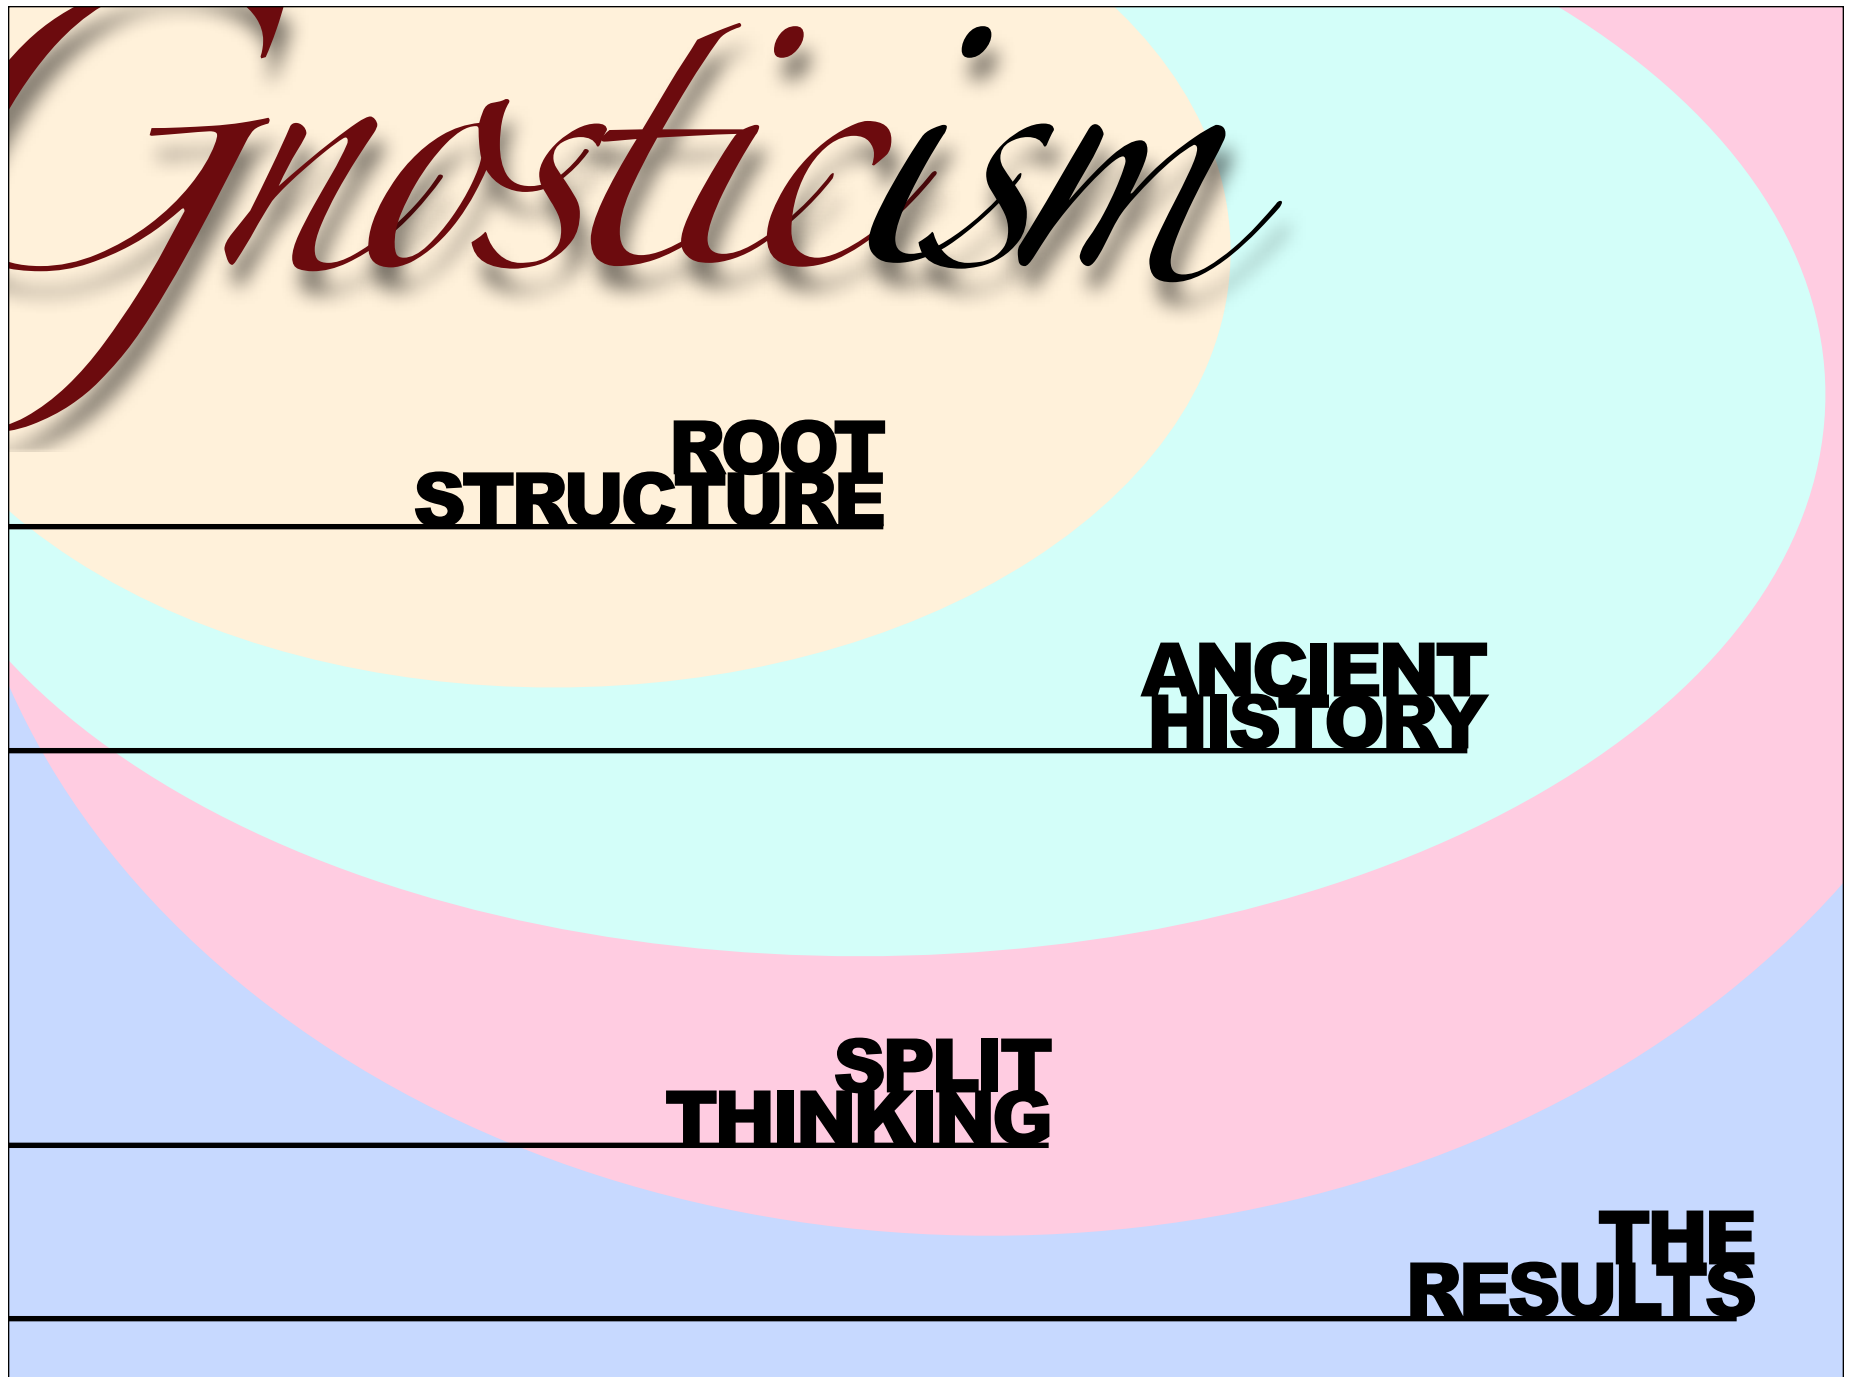 Gnosticism
ROOT
STRUCTURE
ANCIENT
HISTORY
SPLIT
THINKING
THE
RESULTS